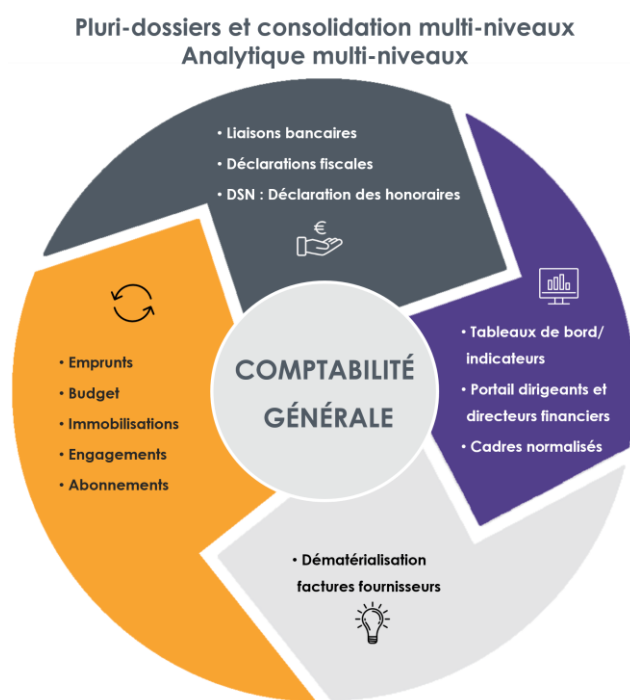 Pluri-dossiers et consolidation multi-niveaux
Analytique multi-niveaux
• Liaisons bancaires
• Déclarations fiscales
• DSN : Déclaration des honoraires
€
• Tableaux de bord/
indicateurs
• Portail dirigeants et
directeurs financiers
• Cadres normalisés
COMPTABILITÉ
GÉNÉRALE
• Emprunts
• Budget
• Immobilisations
• Engagements
• Abonnements
• Dématérialisation
factures fournisseurs